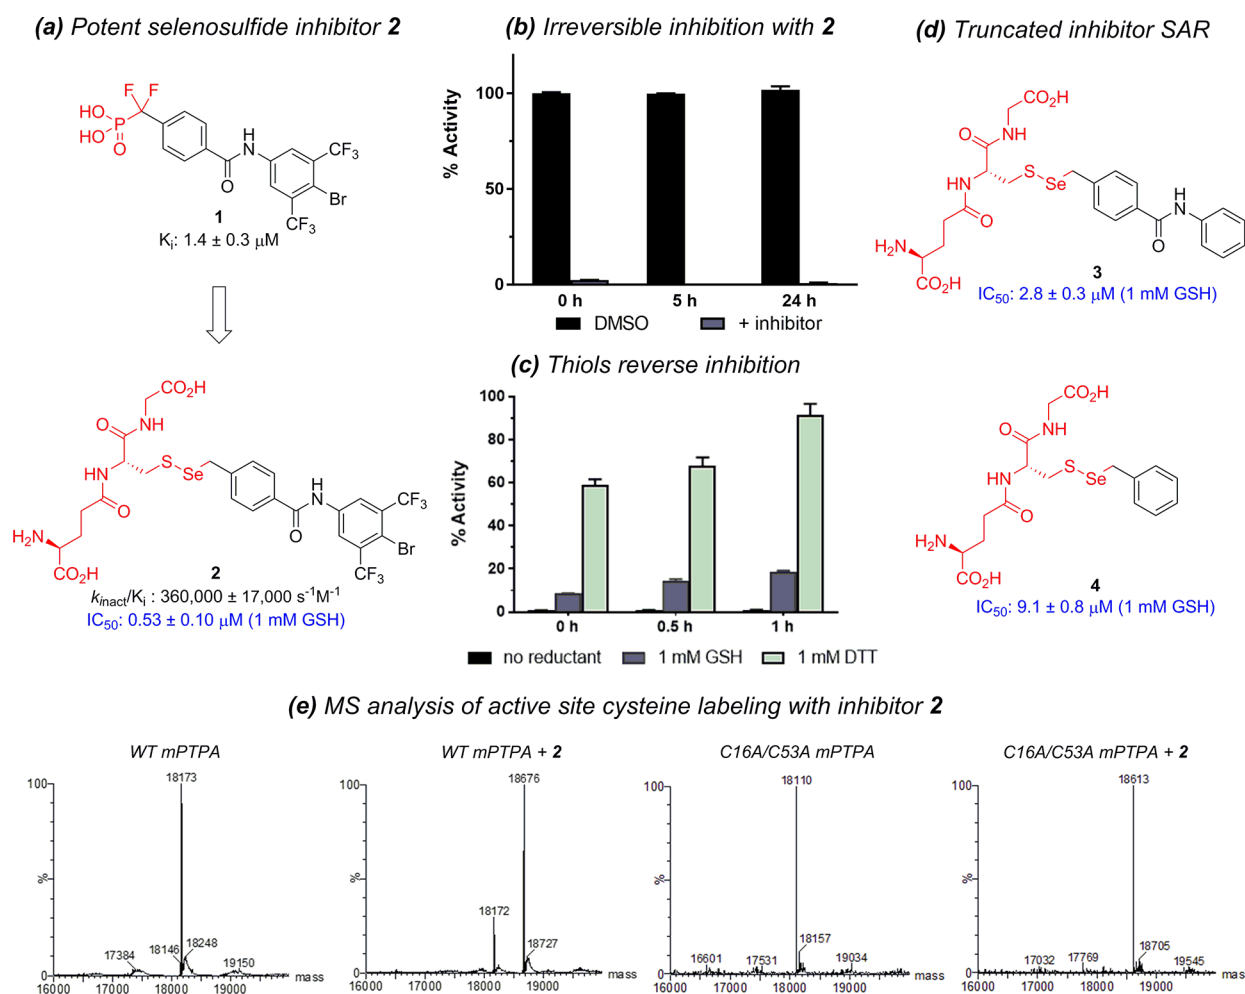 (a) Potent selenosulfide inhibitor 2
F F
HO
HO
P
O
O
H
N
CF3
Br
CF3
1
Ki: 1.4 ± 0.3 μM
CO2H
O
NH
HN
S
Se
O
H2N
CO2H
O
H
N
CF3
Br
CF3
2
kinact/Ki : 360,000 ± 17,000 s-1M-1
IC50: 0.53 ± 0.10 μM (1 mM GSH)
(b) Irreversible inhibition with 2
% Activity
100
50
0
0 h 5 h 24 h
DMSO + inhibitor
(c) Thiols reverse inhibition
% Activity
100
80
60
40
20
0
0 h 0.5 h 1 h
no reductant 1 mM GSH 1 mM DTT
(d) Truncated inhibitor SAR
CO2H
O
NH
HN
S
Se
O
H2N
CO2H
O
H
N
3
IC50: 2.8 ± 0.3 μM (1 mM GSH)
CO2H
O
NH
HN
S
Se
O
H2N
CO2H
4
IC50: 9.1 ± 0.8 μM (1 mM GSH)
(e) MS analysis of active site cysteine labeling with inhibitor 2
WT mPTPA
100
%
0
18173
17384
18146
18248
19150
mass
16000 17000 18000 19000
WT mPTPA + 2
100
%
0
18676
18172
18727
mass
16000 17000 18000 19000
C16A/C53A mPTPA
100
%
0
18110
18157
16601
17531
19034
mass
16000 17000 18000 19000
C16A/C53A mPTPA + 2
100
%
0
18613
18705
17032
17769
19545
mass
16000 17000 18000 19000